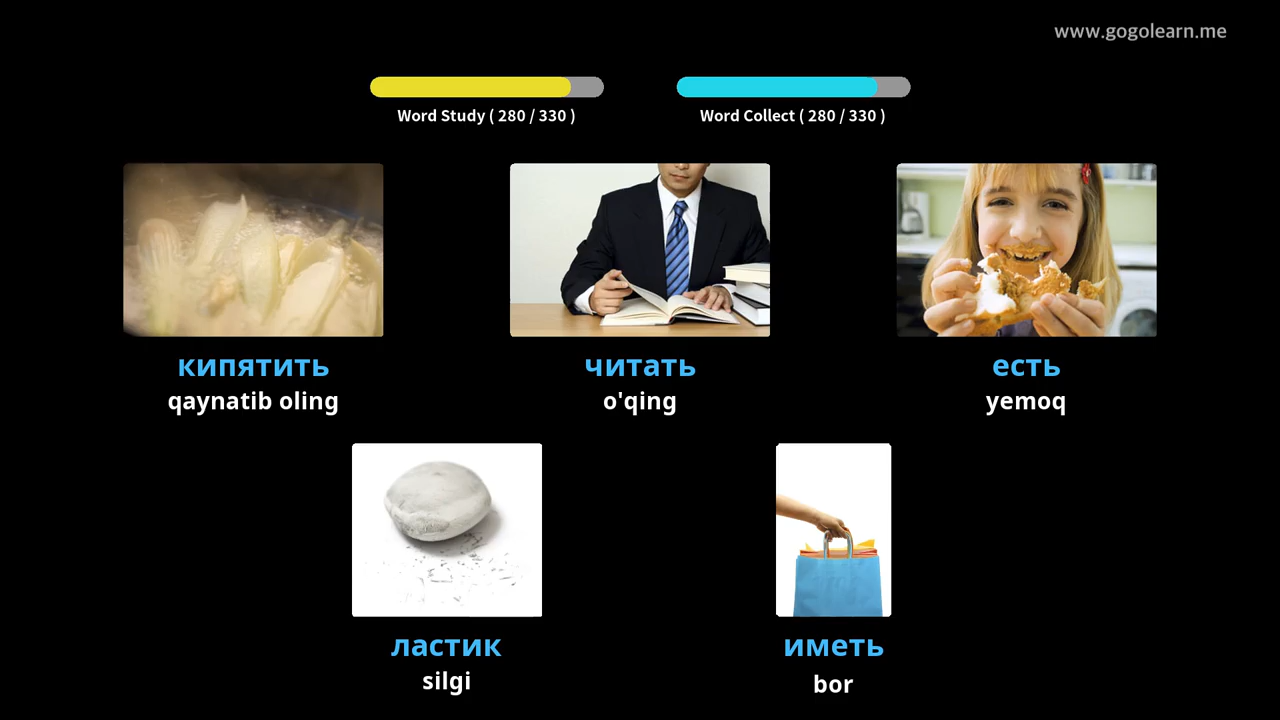 www.gogolearn.me
Word Study ( 280 / 330 )
Word Collect ( 280 / 330 )
кипятить
qaynatib oling
читать
o'qing
есть
yemoq
ластик
silgi
иметь
bor